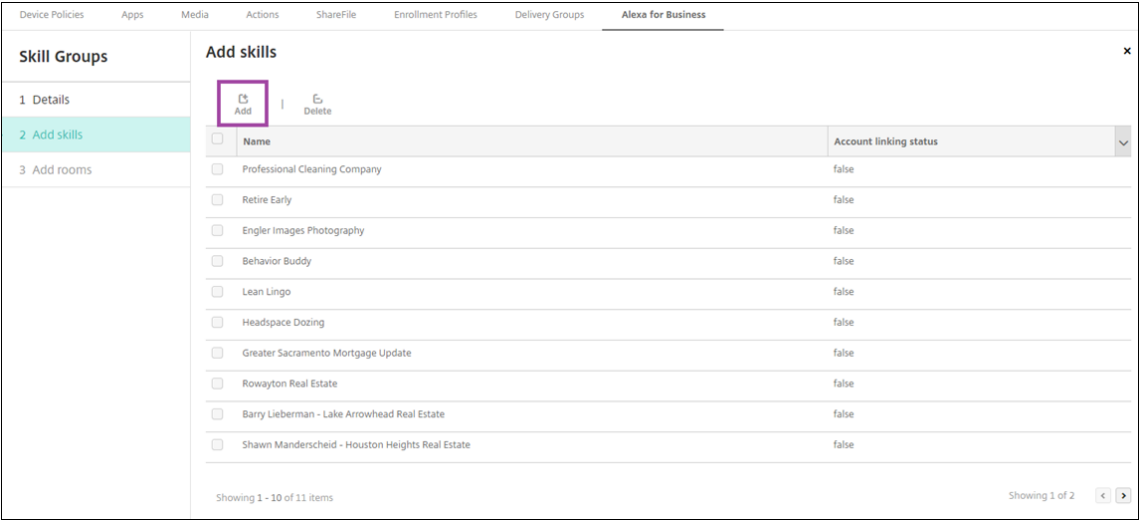 Device Policies Apps Media Actions ShareFile Enrollment Profiles Delivery Groups Alexa for Business
Skill Groups
1 Details
2 Add skills
3 Add rooms
Add skills
Add Delete
Name Account linking status
Professional Cleaning Company false
Retire Early false
Engler Images Photography false
Behavior Buddy false
Lean Lingo false
Headspace Dozing false
Greater Sacramento Mortgage Update false
Rowayton Real Estate false
Barry Lieberman - Lake Arrowhead Real Estate false
Shawn Manderscheid - Houston Heights Real Estate false
Showing 1 - 10 of 11 items Showing 1 of 2